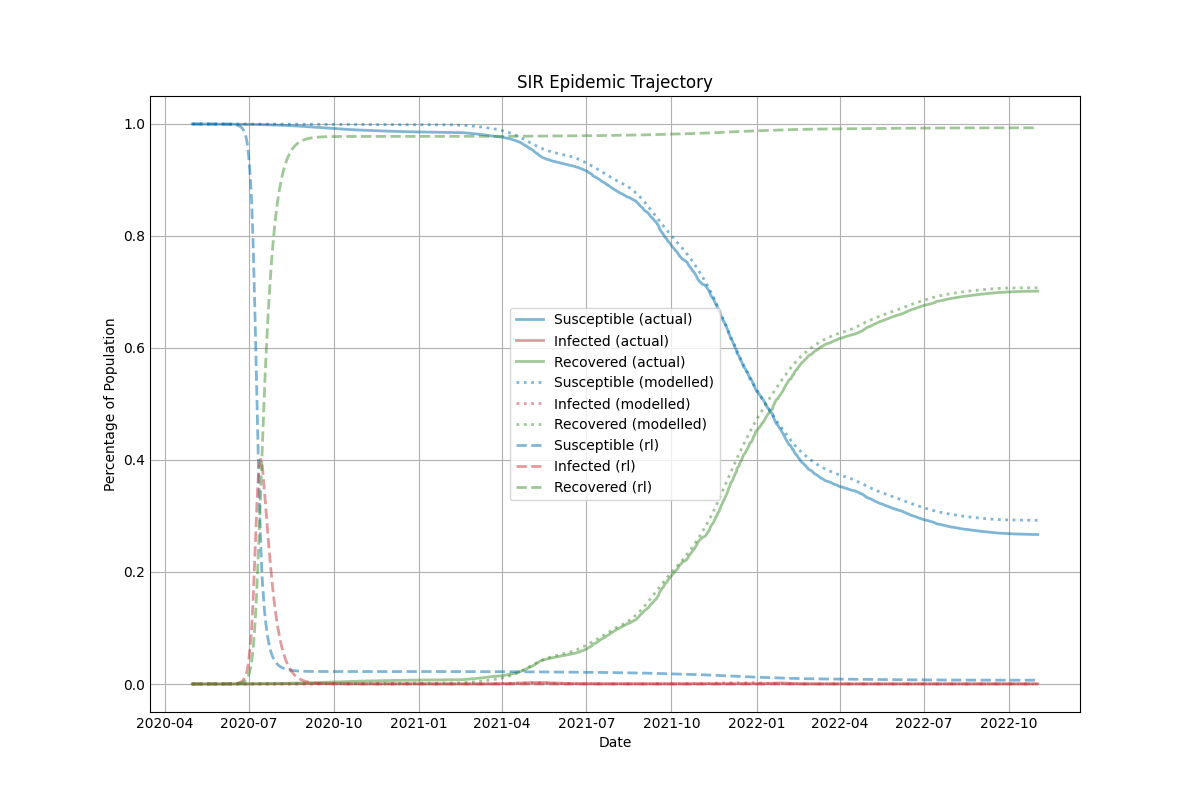 SIR Epidemic Trajectory
Percentage of Population
1.0
0.8
0.6
0.4
0.2
0.0
Susceptible (actual)
Infected (actual)
Recovered (actual)
Susceptible (modelled)
Infected (modelled)
Recovered (modelled)
Susceptible (rl)
Infected (rl)
Recovered (rl)
2020-04 2020-07 2020-10 2021-01 2021-04 2021-07 2021-10 2022-01 2022-04 2022-07 2022-10
Date